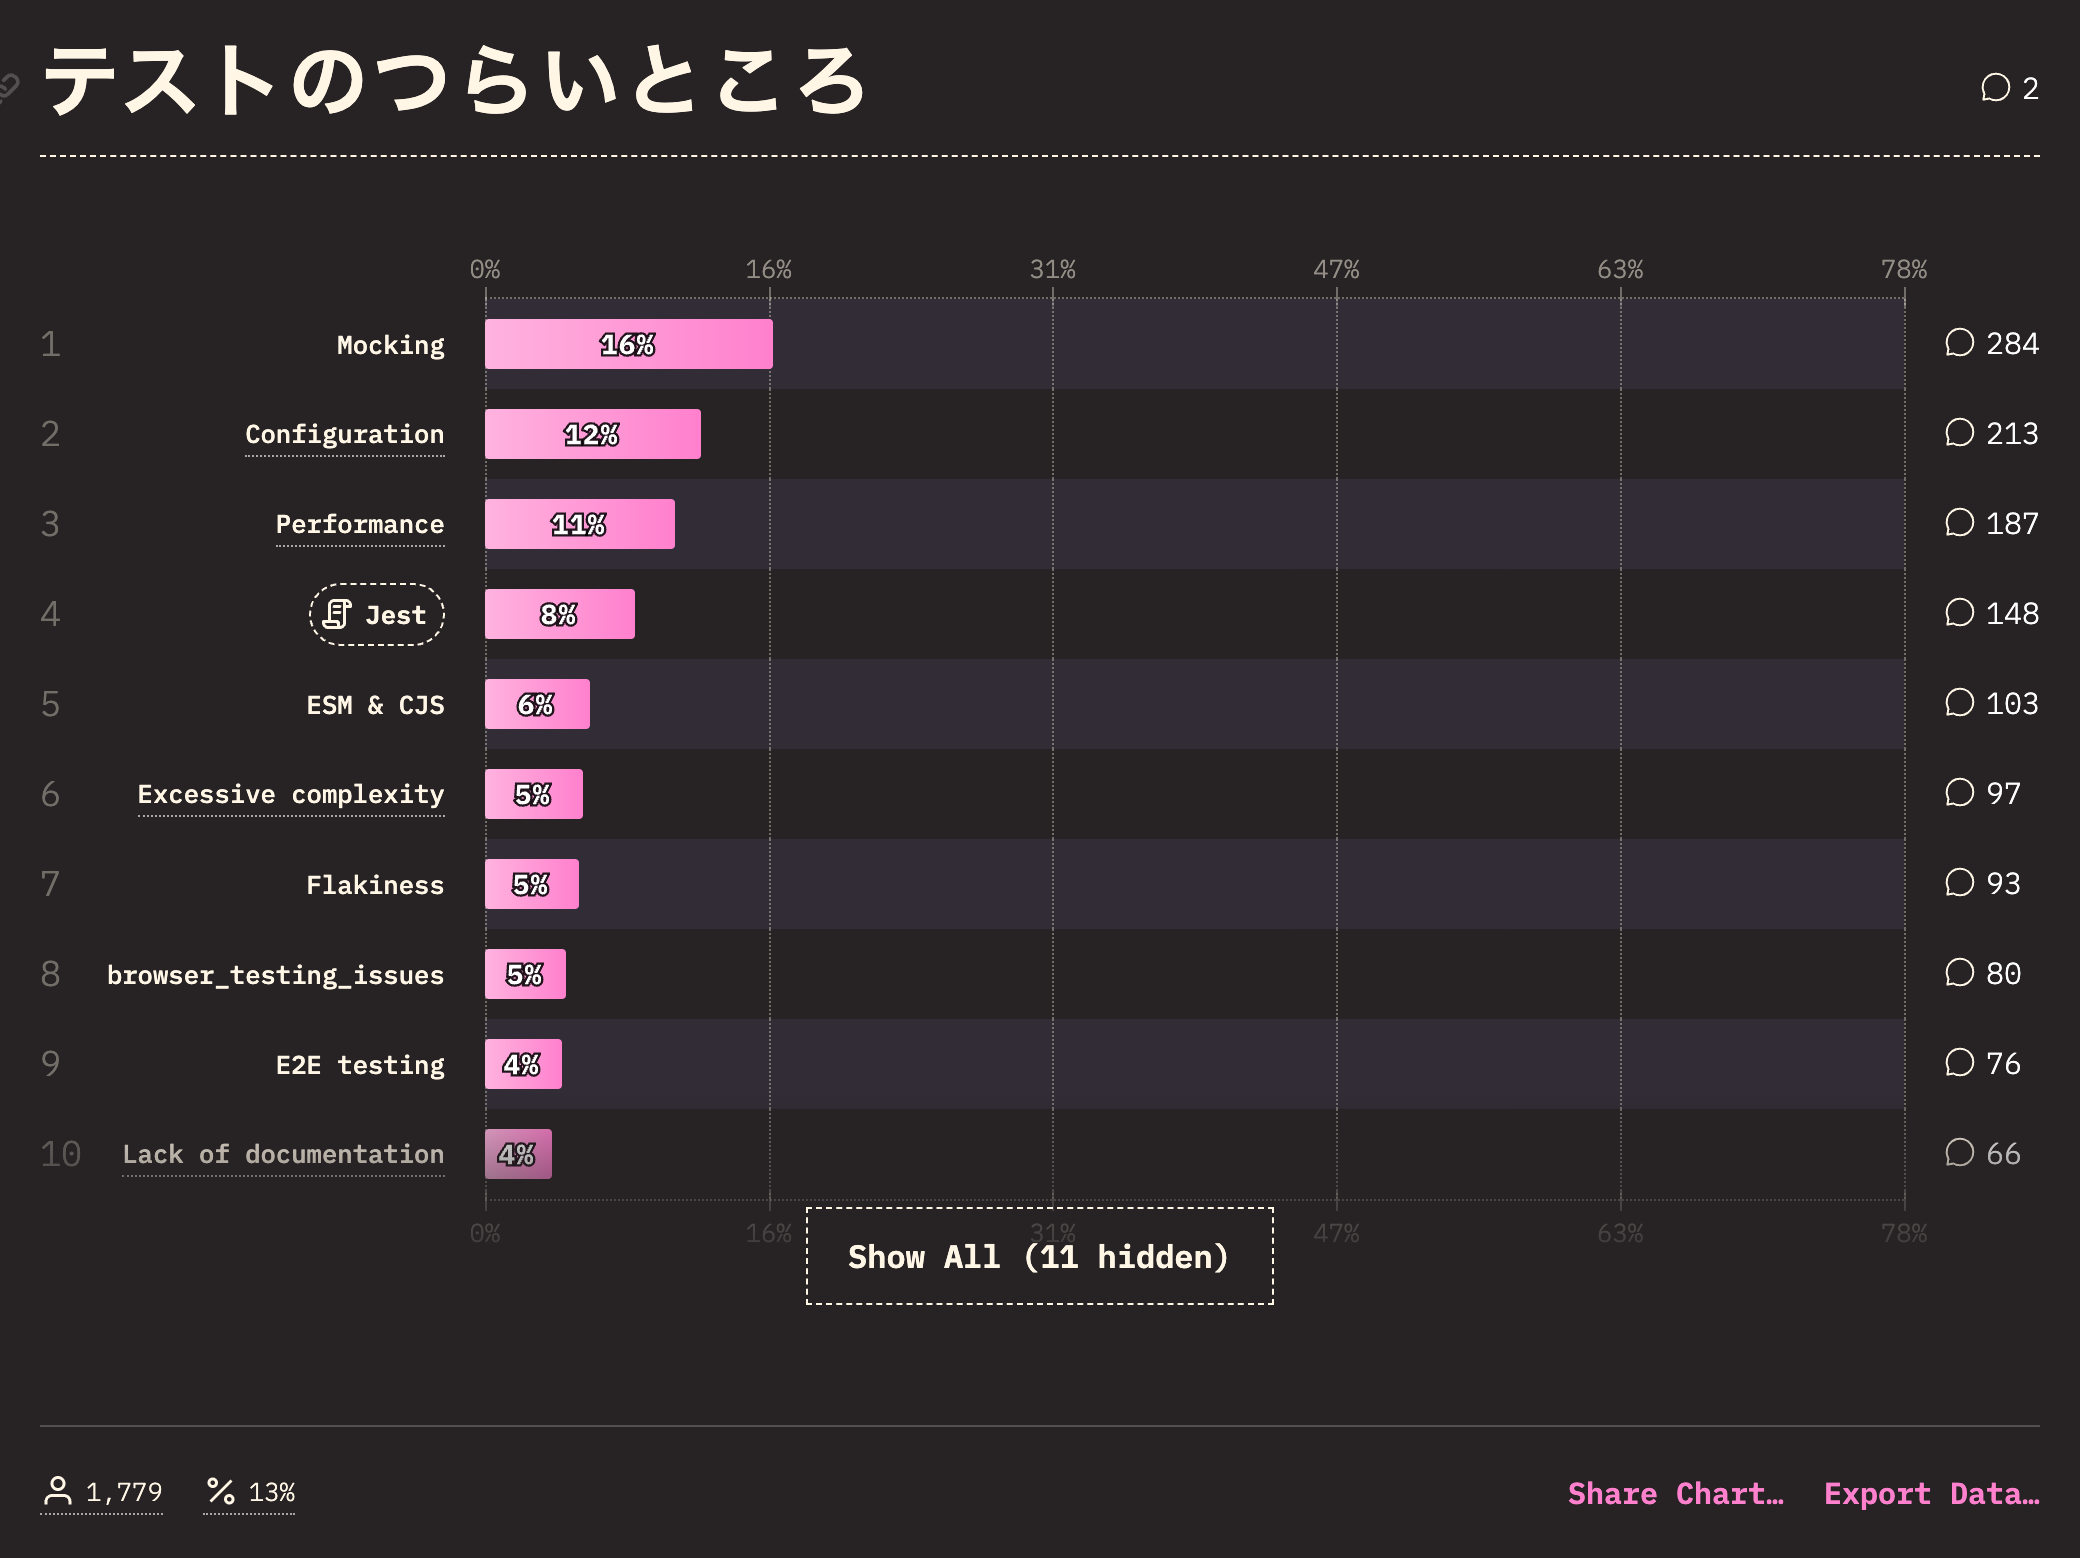 テストのつらいところ
2
0% 16% 31% 47% 63% 78%
1 Mocking 16% 284
2 Configuration 12% 213
3 Performance 11% 187
4 Jest 8% 148
5 ESM & CJS 6% 103
6 Excessive complexity 5% 97
7 Flakiness 5% 93
8 browser_testing_issues 5% 80
9 E2E testing 4% 76
10 Lack of documentation 4% 66
0% 16% 31% 47% 63% 78%
Show All (11 hidden)
1,779 % 13% Share Chart… Export Data…